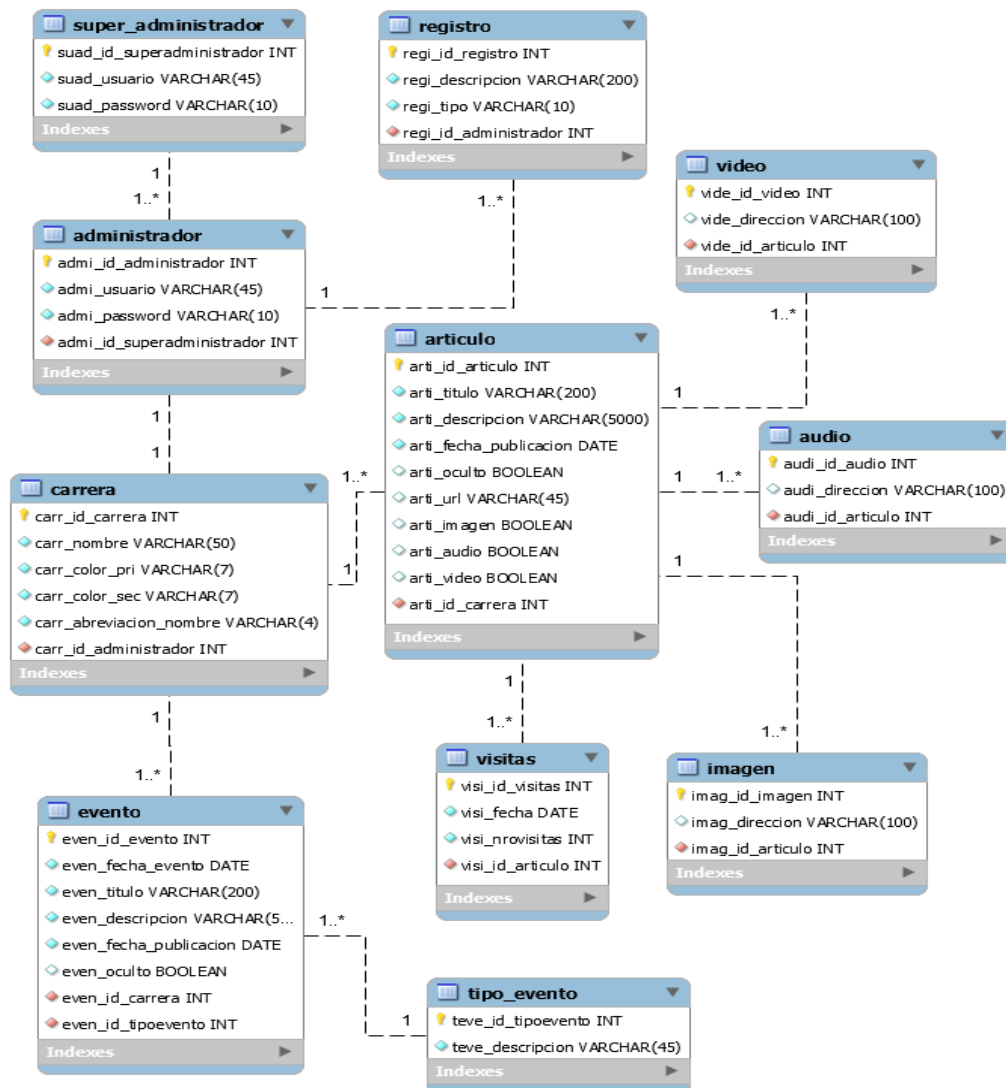 super_administrador
suad_id_superadministrador INT
suad_usuario VARCHAR(45)
suad_password VARCHAR(10)
Indexes
registro
regi_id_registro INT
regi_descripcion VARCHAR(200)
regi_tipo VARCHAR(10)
regi_id_administrador INT
Indexes
1
1..*
1..*
1
administrador
admi_id_administrador INT
admi_usuario VARCHAR(45)
admi_password VARCHAR(10)
admi_id_superadministrador INT
Indexes
video
vide_id_video INT
vide_direccion VARCHAR(100)
vide_id_articulo INT
Indexes
1..*
1
articulo
arti_id_articulo INT
arti_titulo VARCHAR(200)
arti_descripcion VARCHAR(5000)
arti_fecha_publicacion DATE
arti_oculto BOOLEAN
arti_url VARCHAR(45)
arti_imagen BOOLEAN
arti_audio BOOLEAN
arti_video BOOLEAN
arti_id_carrera INT
Indexes
1
1..*
audio
audi_id_audio INT
audi_direccion VARCHAR(100)
audi_id_articulo INT
Indexes
1
1
carrera
carr_id_carrera INT
carr_nombre VARCHAR(50)
carr_color_pri VARCHAR(7)
carr_color_sec VARCHAR(7)
carr_abreviacion_nombre VARCHAR(4)
carr_id_administrador INT
Indexes
1..*
1
1
1..*
1
1..*
visitas
visi_id_visitas INT
visi_fecha DATE
visi_nrovisitas INT
visi_id_articulo INT
Indexes
imagen
imag_id_imagen INT
imag_direccion VARCHAR(100)
imag_id_articulo INT
Indexes
1
1..*
evento
even_id_evento INT
even_fecha_evento DATE
even_titulo VARCHAR(200)
even_descripcion VARCHAR(5...
even_fecha_publicacion DATE
even_oculto BOOLEAN
even_id_carrera INT
even_id_tipoevento INT
Indexes
1..*
1
tipo_evento
teve_id_tipoevento INT
teve_descripcion VARCHAR(45)
Indexes